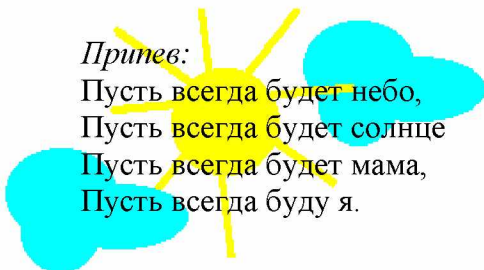 Припев:
Пусть всегда будет небо,
Пусть всегда будет солнце
Пусть всегда будет мама,
Пусть всегда буду я.